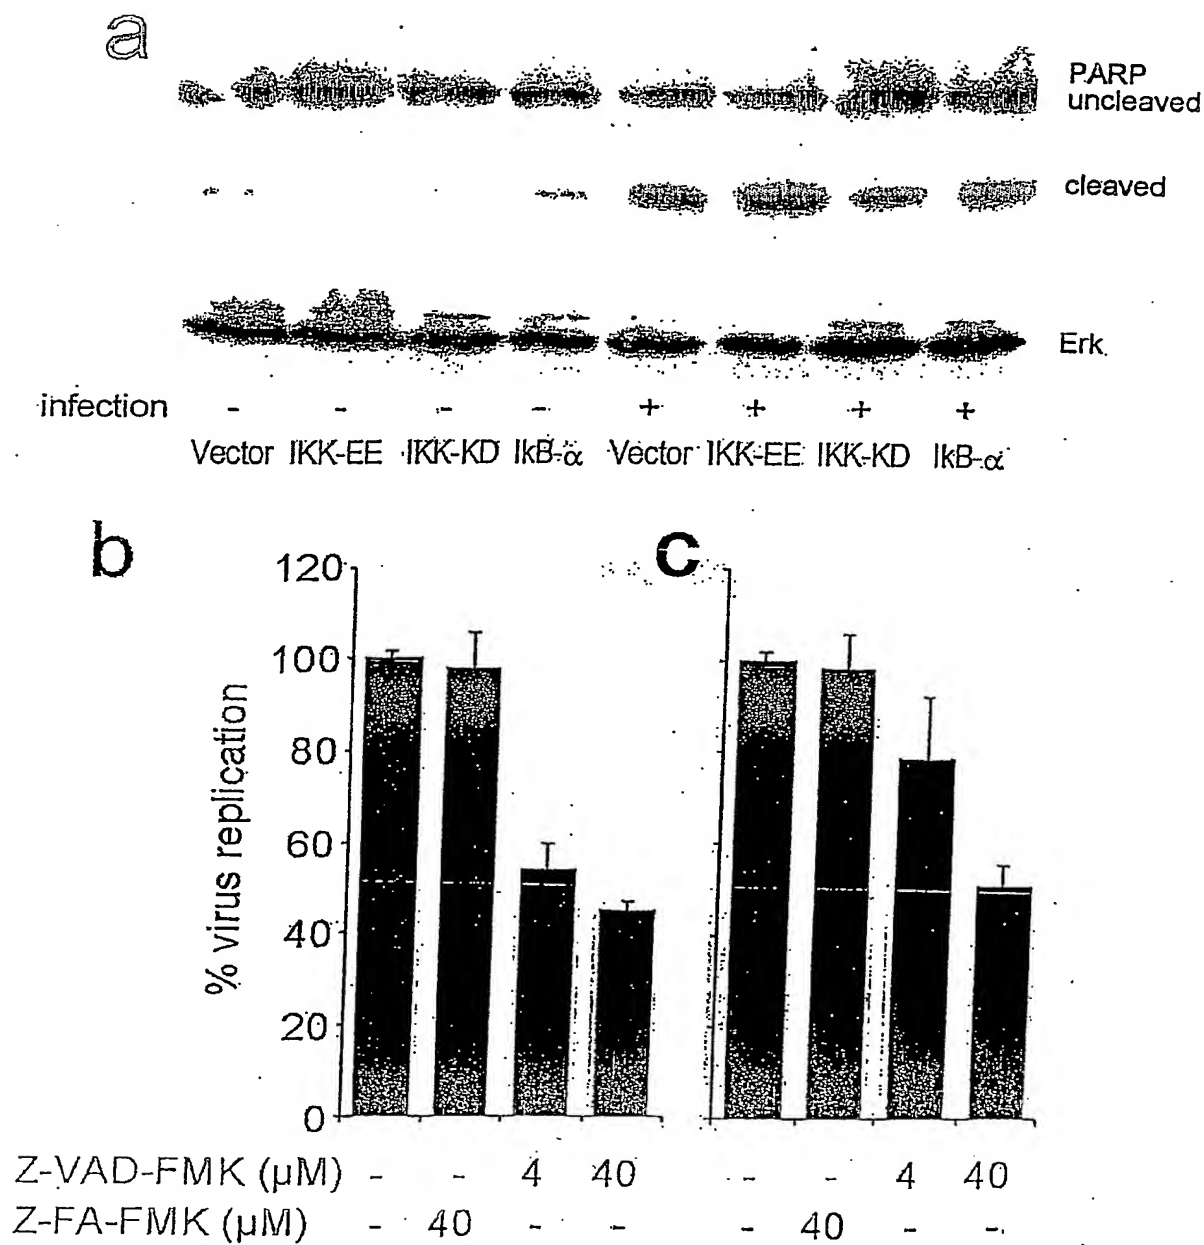 a
PARP
uncleaved
cleaved
Erk
infection - - - - + + + +
Vector IKK-EE IKK-KD IkB-α Vector IKK-EE IKK-KD IkB-α
b c
120
100
80
60
40
20
0
% virus replication
Z-VAD-FMK (μM) - - 4 40 - - 4 40
Z-FA-FMK (μM) - 40 - - - 40 - -